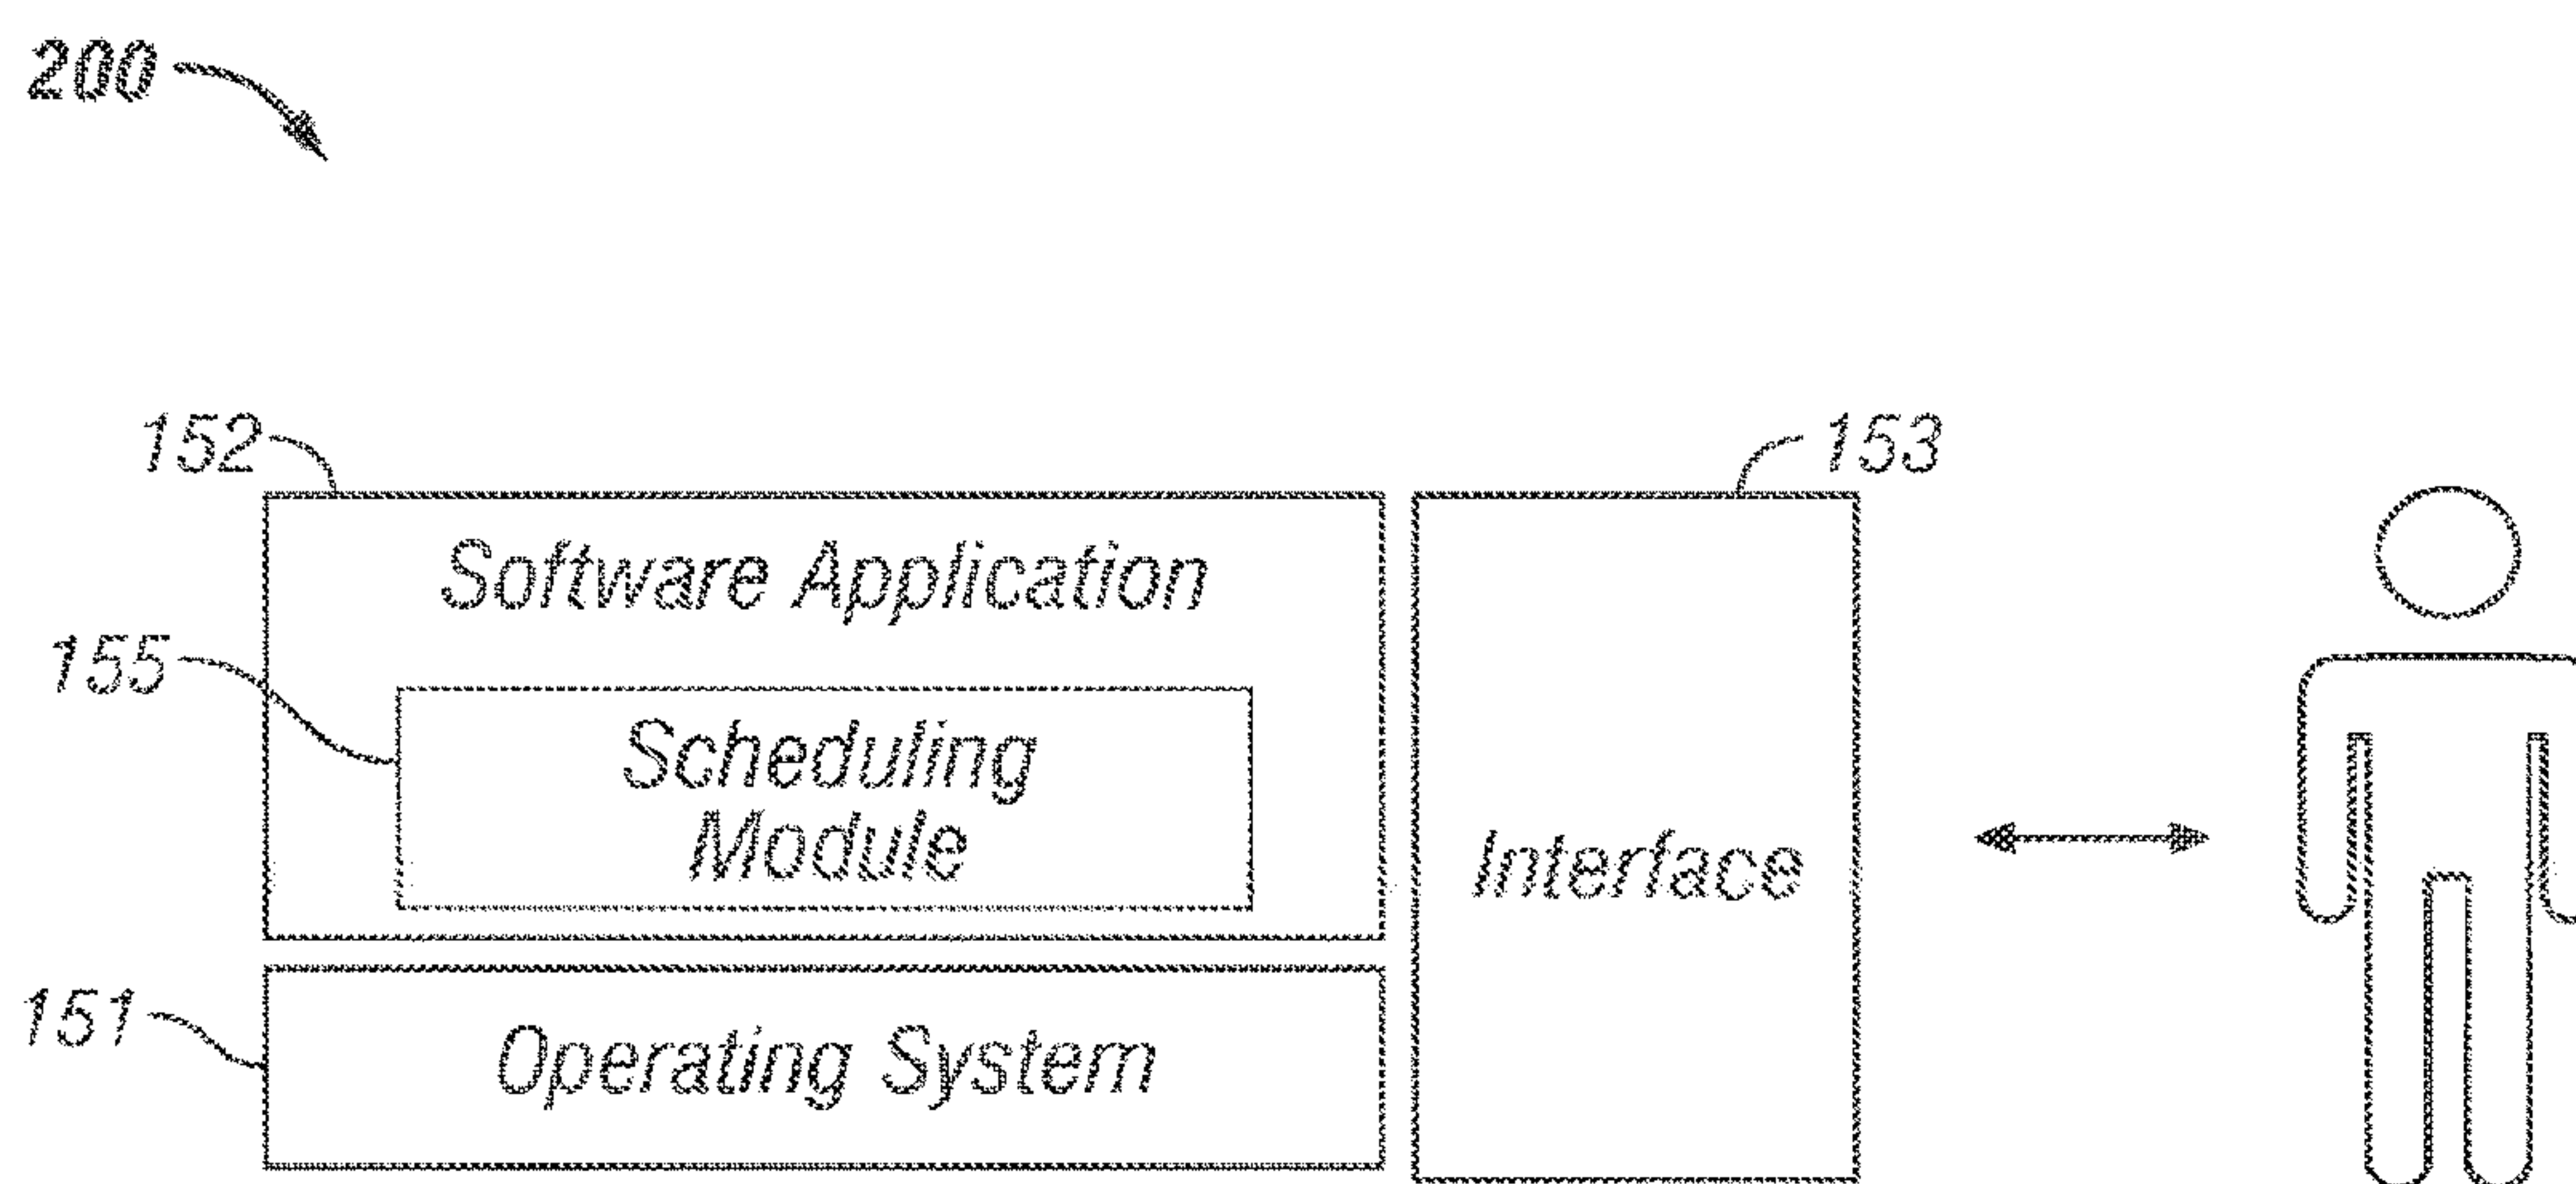 200
152
153
Software Application
155
Scheduling
Module
Interface
151
Operating System